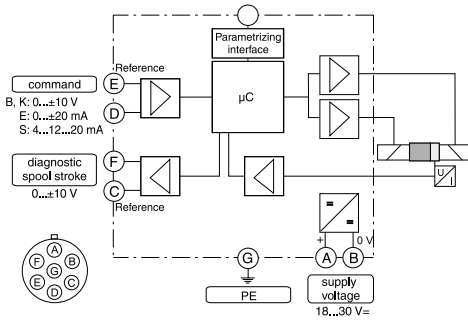 Parametrizing
interface
Reference
E
command
B, K: 0...±10 V
E: 0...±20 mA
S: 4...12...20 mA
D
µC
F
diagnostic
spool stroke
0...±10 V
C
Reference
U
I
=
=
+
0 V
G
A
B
PE
supply
voltage
18...30 V=
A
F
B
G
E
C
D